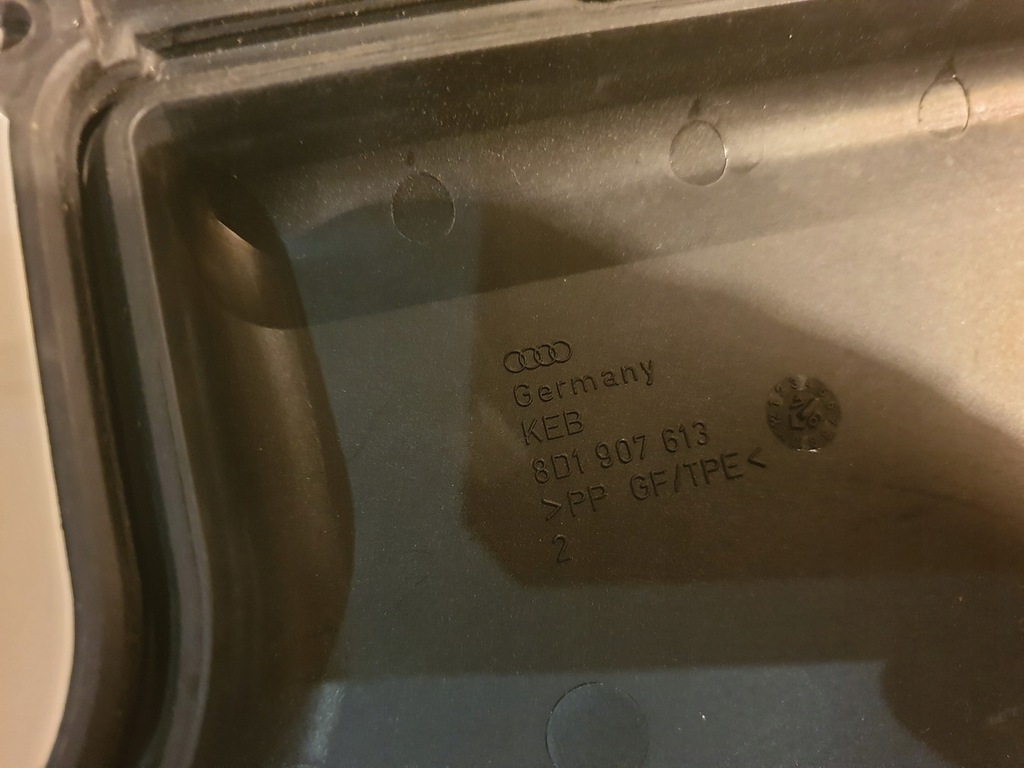 Germany
KEB
8D1 907 613
>PP GF/TPE<
2